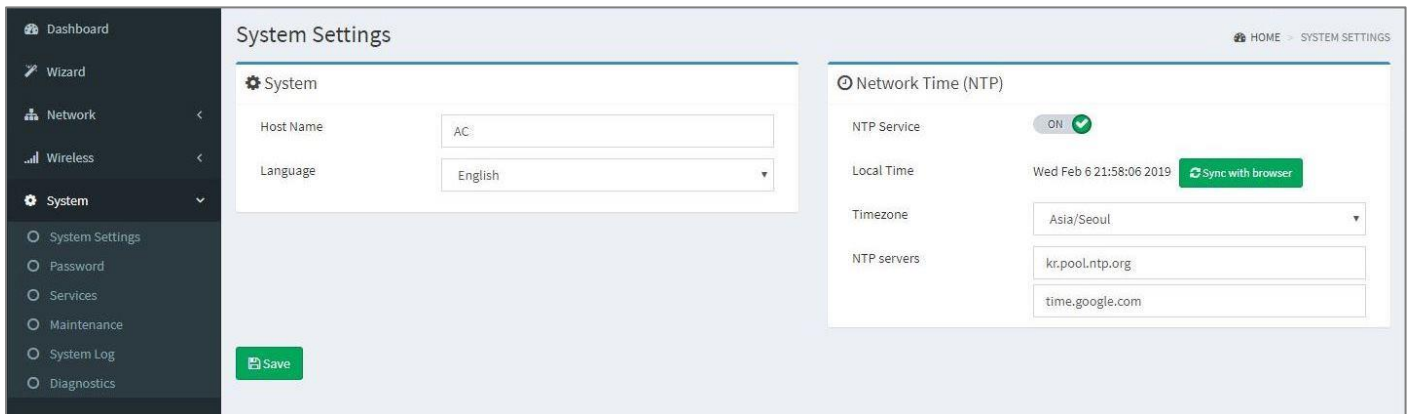 Dashboard
Wizard
Network
Wireless
System
System Settings
Password
Services
Maintenance
System Log
Diagnostics
System Settings
HOME > SYSTEM SETTINGS
System
Host Name
AC
Language
English
Network Time (NTP)
NTP Service
ON
Local Time
Wed Feb 6 21:58:06 2019 Sync with browser
Timezone
Asia/Seoul
NTP servers
kr.pool.ntp.org
time.google.com
Save